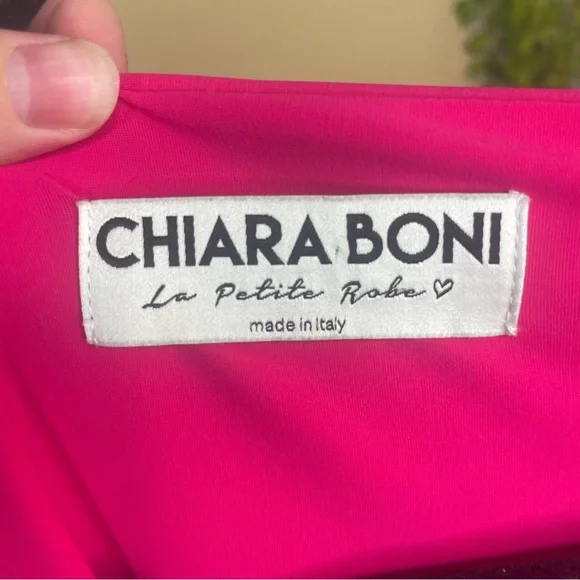 CHIARA BONI
La Petite Robe ♡
made in Italy